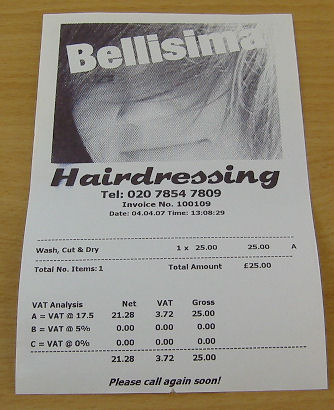 Bellisima
Hairdressing
Tel: 020 7854 7809
Invoice No. 100109
Date: 04.04.07 Time: 13:08:29
Wash, Cut & Dry 1 x 25.00 25.00 A
Total No. Items: 1 Total Amount £25.00
VAT Analysis Net VAT Gross
A = VAT @ 17.5 21.28 3.72 25.00
B = VAT @ 5% 0.00 0.00 0.00
C = VAT @ 0% 0.00 0.00 0.00
21.28 3.72 25.00
Please call again soon!